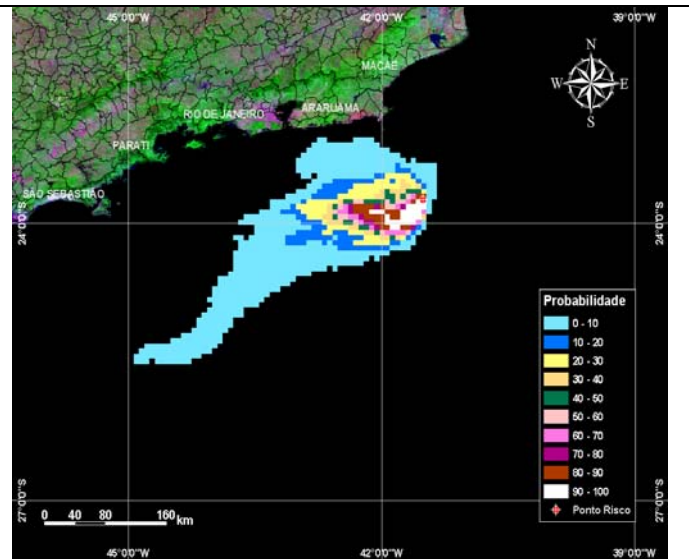 45°0'0"W 42°0'0"W 39°0'0"W
N
W E
S
MACAE
RIO DE JANEIRO
ARARUAMA
PARATI
SÃO SEBASTIÃO
24°0'0"S 24°0'0"S
Probabilidade
0 - 10
10 - 20
20 - 30
30 - 40
40 - 50
50 - 60
60 - 70
70 - 80
80 - 90
90 - 100
Ponto Risco
27°0'0"S 27°0'0"S
0 40 80 160 km
45°0'0"W 42°0'0"W 39°0'0"W